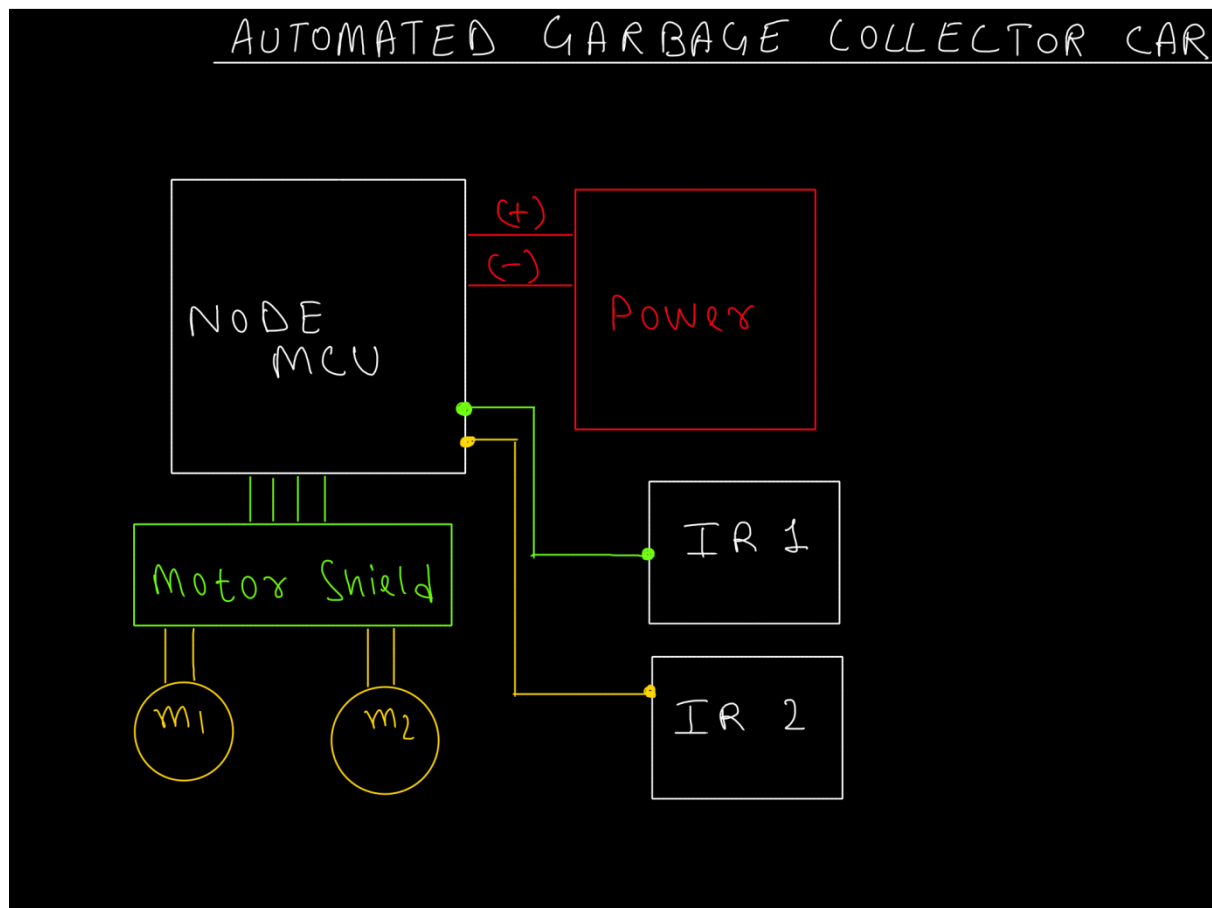 AUTOMATED GARBAGE COLLECTOR CAR
(+)
(-)
NODE
MCU
Power
IR 1
Motor Shield
m1
m2
IR 2